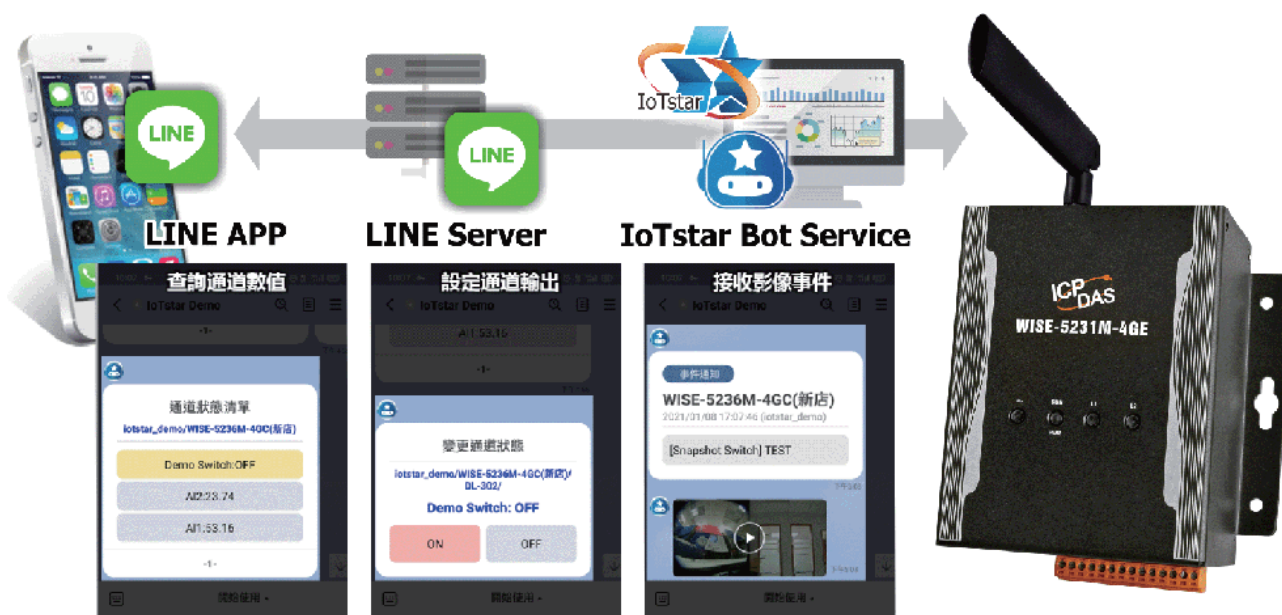 LINE
LINE
IoTstar
LINE APP
LINE Server
IoTstar Bot Service
查詢通道數值
IoTstar Demo
-1-
通道狀態清單
iotstar_demo/WISE-5236M-4GC(新店)
Demo Switch:OFF
AI2:23.74
AI1:53.16
-1-
開始使用
設定通道輸出
IoTstar Demo
AI1:53.16
-1-
變更通道狀態
iotstar_demo/WISE-5236M-4GC(新店)/
DL-302/
Demo Switch: OFF
ON
OFF
開始使用
接收影像事件
IoTstar Demo
事件通知
WISE-5236M-4GC(新店)
2021/01/08 17:07:46 (iotstar_demo)
[Snapshot Switch] TEST
開始使用
ICP
DAS
WISE-5231M-4GE